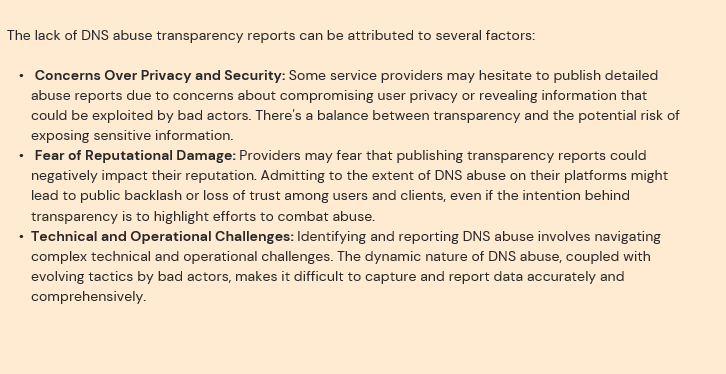 The lack of DNS abuse transparency reports can be attributed to several factors:
• Concerns Over Privacy and Security: Some service providers may hesitate to publish detailed
abuse reports due to concerns about compromising user privacy or revealing information that
could be exploited by bad actors. There's a balance between transparency and the potential risk of
exposing sensitive information.
• Fear of Reputational Damage: Providers may fear that publishing transparency reports could
negatively impact their reputation. Admitting to the extent of DNS abuse on their platforms might
lead to public backlash or loss of trust among users and clients, even if the intention behind
transparency is to highlight efforts to combat abuse.
• Technical and Operational Challenges: Identifying and reporting DNS abuse involves navigating
complex technical and operational challenges. The dynamic nature of DNS abuse, coupled with
evolving tactics by bad actors, makes it difficult to capture and report data accurately and
comprehensively.